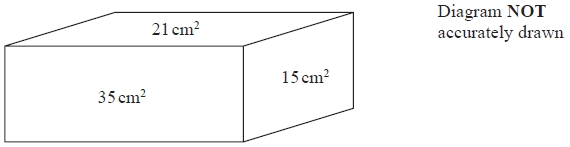 21 cm²
35 cm²
15 cm²
Diagram NOT
accurately drawn